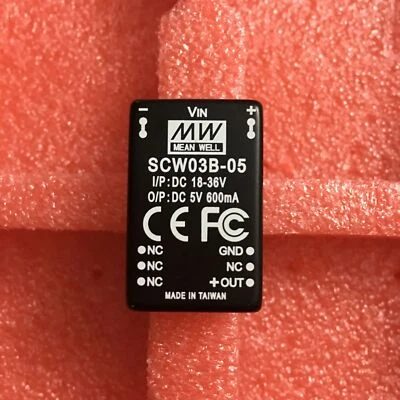 - VIN +
MW
MEAN WELL
SCW03B-05
I/P: DC 18-36V
O/P: DC 5V 600mA
CE FC
NC GND
NC NC
NC +OUT
MADE IN TAIWAN